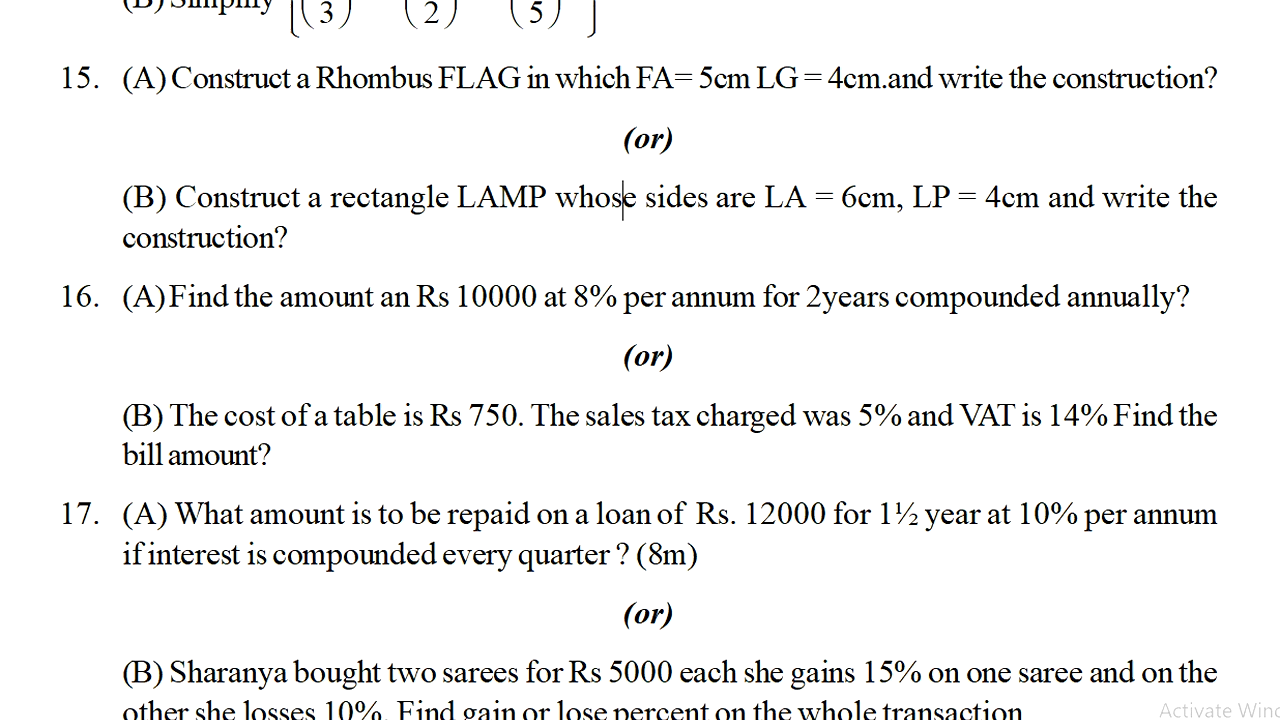 (B) Simplify [(3) (2) (5)]
15. (A) Construct a Rhombus FLAG in which FA= 5cm LG = 4cm.and write the construction?
(or)
(B) Construct a rectangle LAMP whose sides are LA = 6cm, LP = 4cm and write the
construction?
16. (A) Find the amount an Rs 10000 at 8% per annum for 2years compounded annually?
(or)
(B) The cost of a table is Rs 750. The sales tax charged was 5% and VAT is 14% Find the
bill amount?
17. (A) What amount is to be repaid on a loan of Rs. 12000 for 1½ year at 10% per annum
if interest is compounded every quarter ? (8m)
(or)
(B) Sharanya bought two sarees for Rs 5000 each she gains 15% on one saree and on the
other she losses 10%. Find gain or lose percent on the whole transaction
Activate Wind